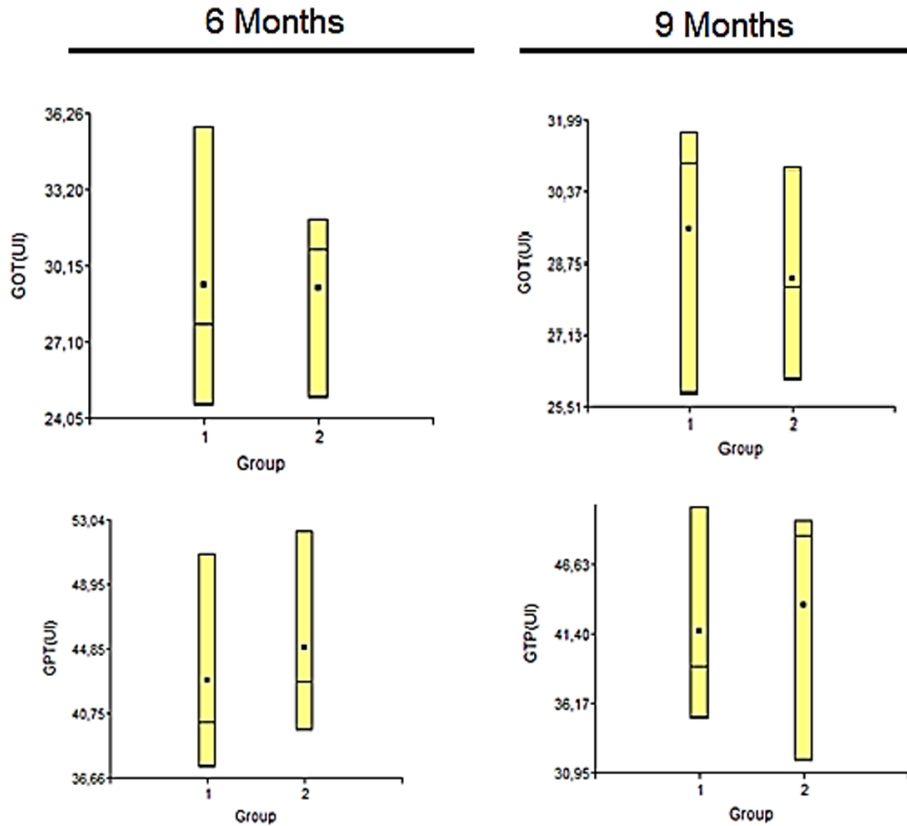 6 Months
9 Months
36,26
33,20
30,15
27,10
24,05
GOT(UI)
1
2
Group
31,99
30,37
28,75
27,13
25,51
GOT(UI)
1
2
Group
53,04
48,95
44,85
40,75
36,66
GPT(UI)
1
2
Group
46,63
41,40
36,17
30,95
GTP(UI)
1
2
Group